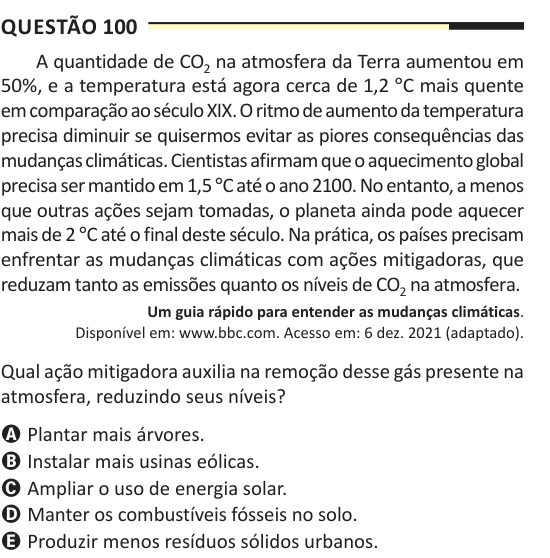 QUESTÃO 100
A quantidade de CO₂ na atmosfera da Terra aumentou em
50%, e a temperatura está agora cerca de 1,2 °C mais quente
em comparação ao século XIX. O ritmo de aumento da temperatura
precisa diminuir se quisermos evitar as piores consequências das
mudanças climáticas. Cientistas afirmam que o aquecimento global
precisa ser mantido em 1,5 °C até o ano 2100. No entanto, a menos
que outras ações sejam tomadas, o planeta ainda pode aquecer
mais de 2 °C até o final deste século. Na prática, os países precisam
enfrentar as mudanças climáticas com ações mitigadoras, que
reduzam tanto as emissões quanto os níveis de CO₂ na atmosfera.
Um guia rápido para entender as mudanças climáticas.
Disponível em: www.bbc.com. Acesso em: 6 dez. 2021 (adaptado).
Qual ação mitigadora auxilia na remoção desse gás presente na
atmosfera, reduzindo seus níveis?
A Plantar mais árvores.
B Instalar mais usinas eólicas.
C Ampliar o uso de energia solar.
D Manter os combustíveis fósseis no solo.
E Produzir menos resíduos sólidos urbanos.